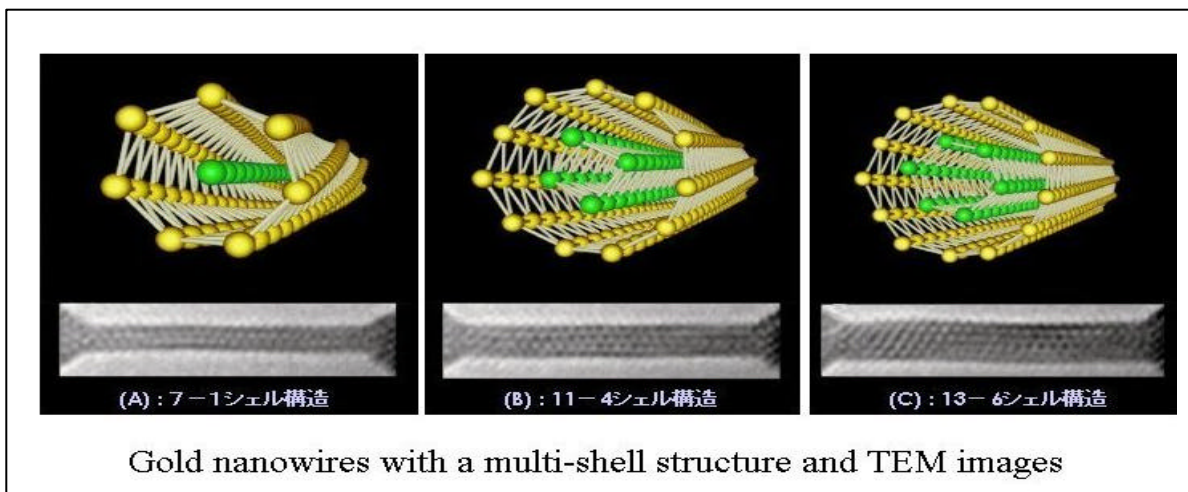 (A) : 7－1シェル構造
(B) : 11－4シェル構造
(C) : 13－6シェル構造
Gold nanowires with a multi-shell structure and TEM images